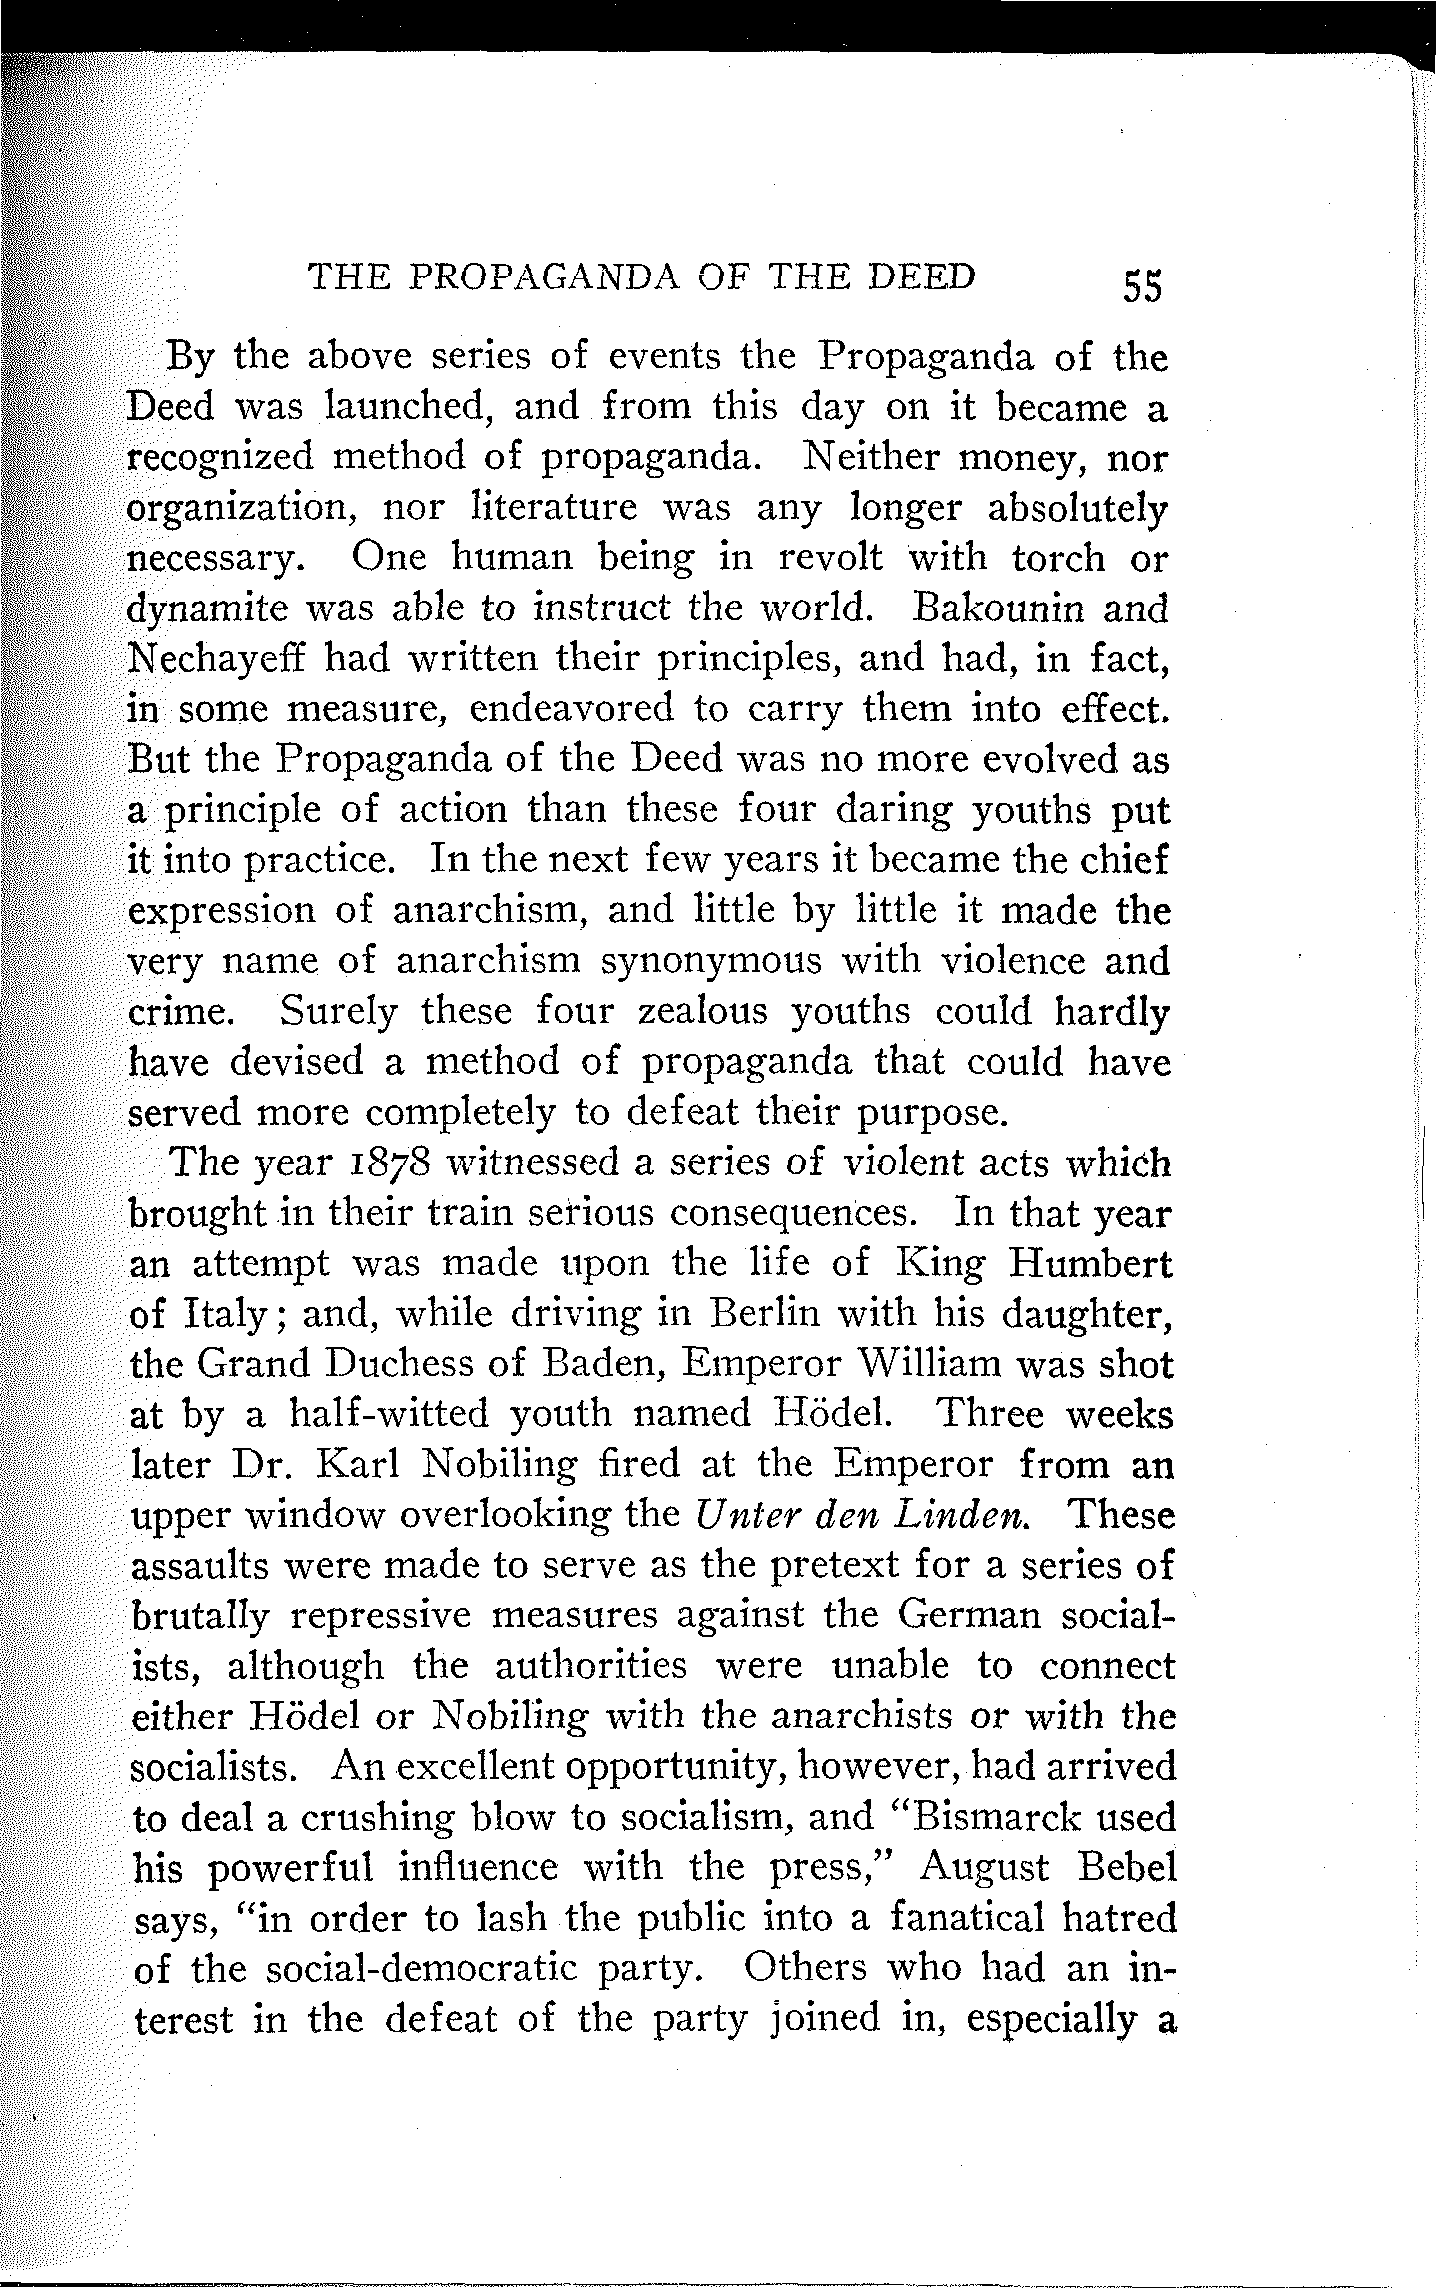 THE PROPAGANDA OF THE DEED 55
By the above series of events the Propaganda of the
Deed was launched, and from this day on it became a
recognized method of propaganda. Neither money, nor
organization, nor literature was any longer absolutely
necessary. One human being in revolt with torch or
dynamite was able to instruct the world. Bakounin and
Nechayeff had written their principles, and had, in fact,
in some measure, endeavored to carry them into effect.
But the Propaganda of the Deed was no more evolved as
a principle of action than these four daring youths put
it into practice. In the next few years it became the chief
expression of anarchism, and little by little it made the
very name of anarchism synonymous with violence and
crime. Surely these four zealous youths could hardly
have devised a method of propaganda that could have
served more completely to defeat their purpose.
The year 1878 witnessed a series of violent acts which
brought in their train serious consequences. In that year
an attempt was made upon the life of King Humbert
of Italy; and, while driving in Berlin with his daughter,
the Grand Duchess of Baden, Emperor William was shot
at by a half-witted youth named Hödel. Three weeks
later Dr. Karl Nobiling fired at the Emperor from an
upper window overlooking the Unter den Linden. These
assaults were made to serve as the pretext for a series of
brutally repressive measures against the German social-
ists, although the authorities were unable to connect
either Hödel or Nobiling with the anarchists or with the
socialists. An excellent opportunity, however, had arrived
to deal a crushing blow to socialism, and "Bismarck used
his powerful influence with the press," August Bebel
says, "in order to lash the public into a fanatical hatred
of the social-democratic party. Others who had an in-
terest in the defeat of the party joined in, especially a